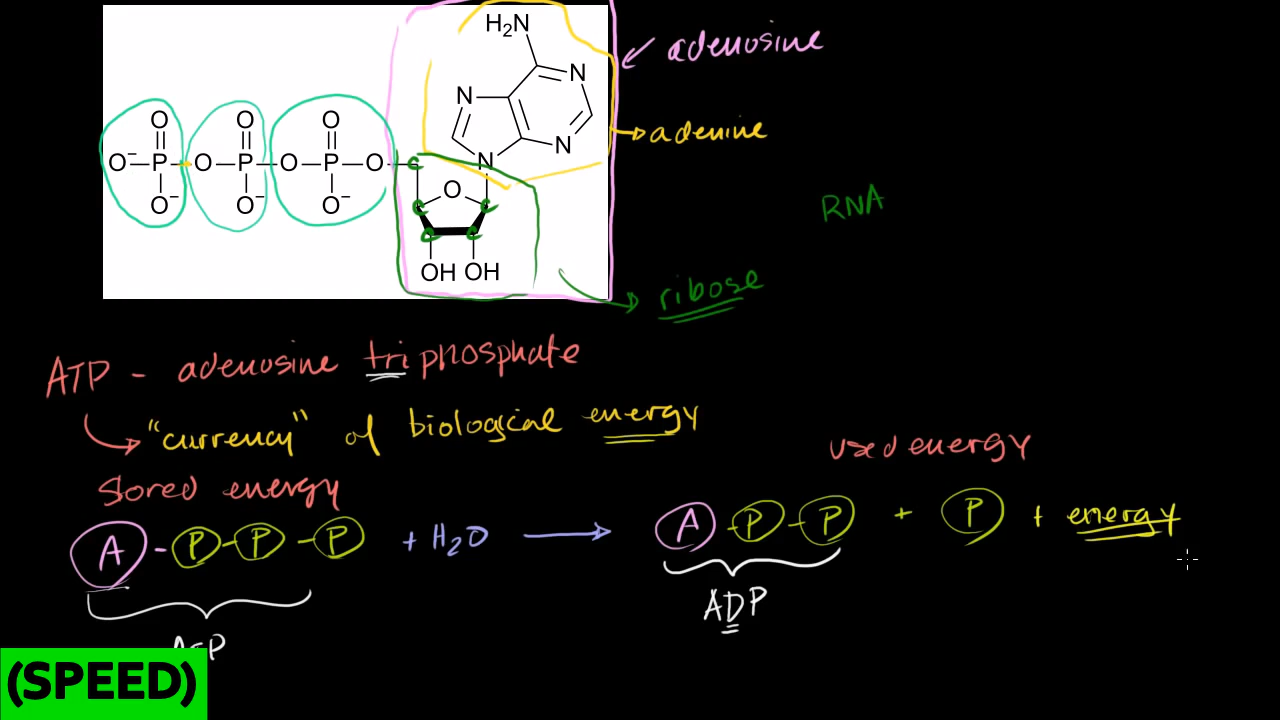 H₂N
adenosine
N
N
adenine
N
N
O O O
O⁻ P O P O P O
O⁻ O⁻ O⁻
O
OH OH
RNA
ribose
ATP - adenosine triphosphate
"currency" of biological energy
stored energy
used energy
A - P - P - P + H₂O → A - P - P + P + energy
ADP
(SPEED)